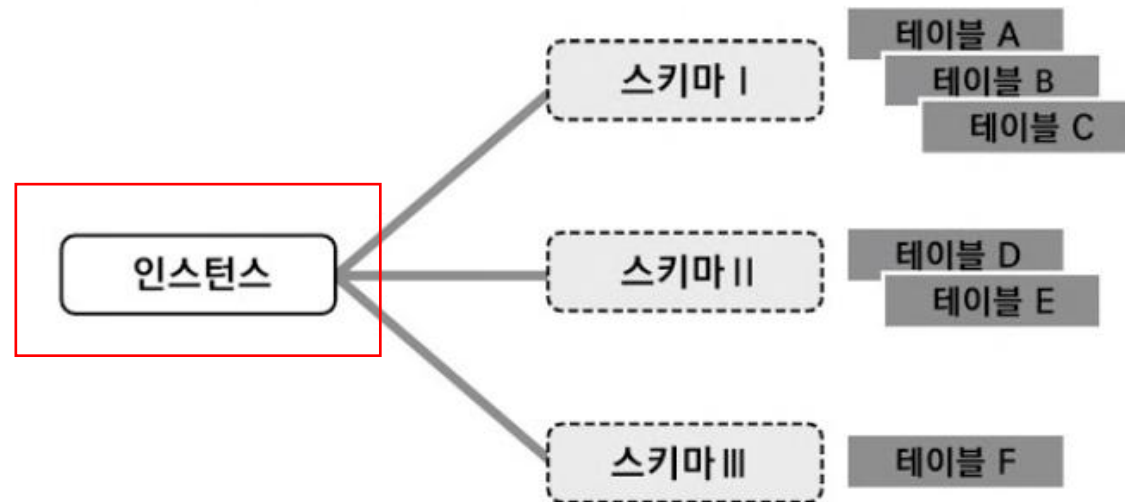 스키마 Ⅰ
테이블 A
테이블 B
테이블 C
인스턴스
스키마 Ⅱ
테이블 D
테이블 E
스키마 Ⅲ
테이블 F